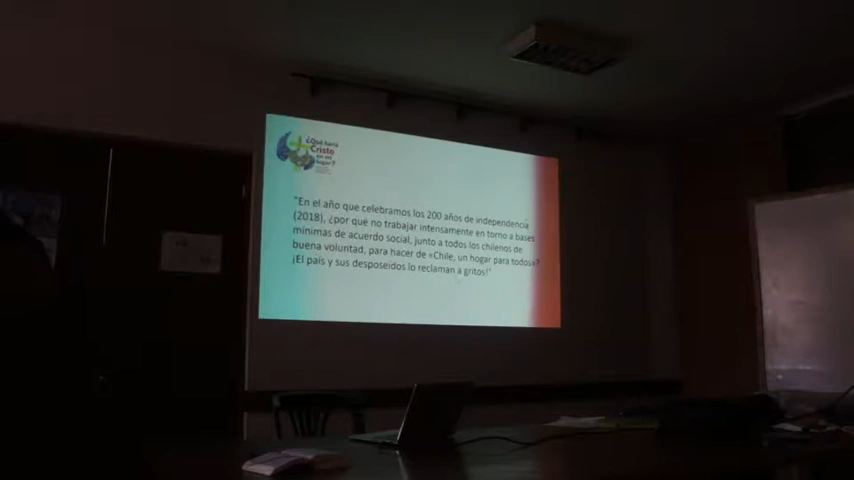 ¿Qué haría
Cristo
en mi
lugar?
"En el año que celebramos los 200 años de independencia
(2018), ¿por qué no trabajar intensamente en torno a bases
mínimas de acuerdo social, junto a todos los chilenos de
buena voluntad, para hacer de «Chile, un hogar para todos»?
¡El país y sus desposeídos lo reclaman a gritos!"